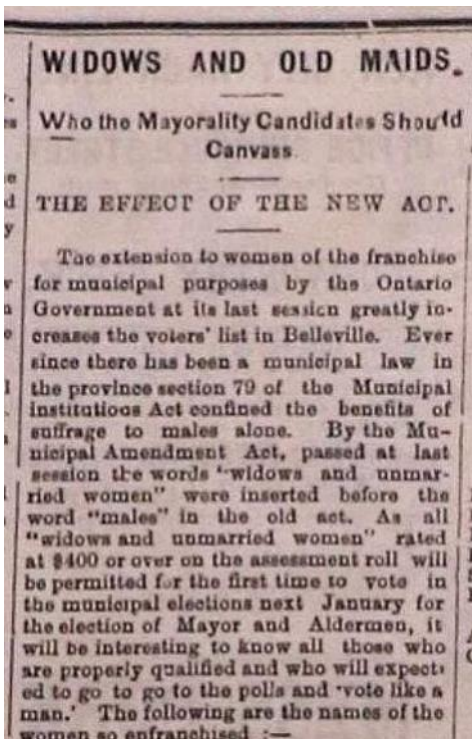 WIDOWS AND OLD MAIDS.
Who the Mayorality Candidates Should
Canvass
THE EFFECT OF THE NEW ACT.
The extension to women of the franchise
for municipal purposes by the Ontario
Government at its last session greatly in-
creases the voters' list in Belleville. Ever
since there has been a municipal law in
the province section 79 of the Municipal
Institutions Act confined the benefits of
suffrage to males alone. By the Mu-
nicipal Amendment Act, passed at last
session the words "widows and unmar-
ried women" were inserted before the
word "males" in the old act. As all
"widows and unmarried women" rated
at $400 or over on the assessment roll will
be permitted for the first time to vote in
the municipal elections next January for
the election of Mayor and Aldermen, it
will be interesting to know all those who
are properly qualified and who will expect-
ed to go to go to the polls and 'vote like a
man.' The following are the names of the
women so enfranchised :—